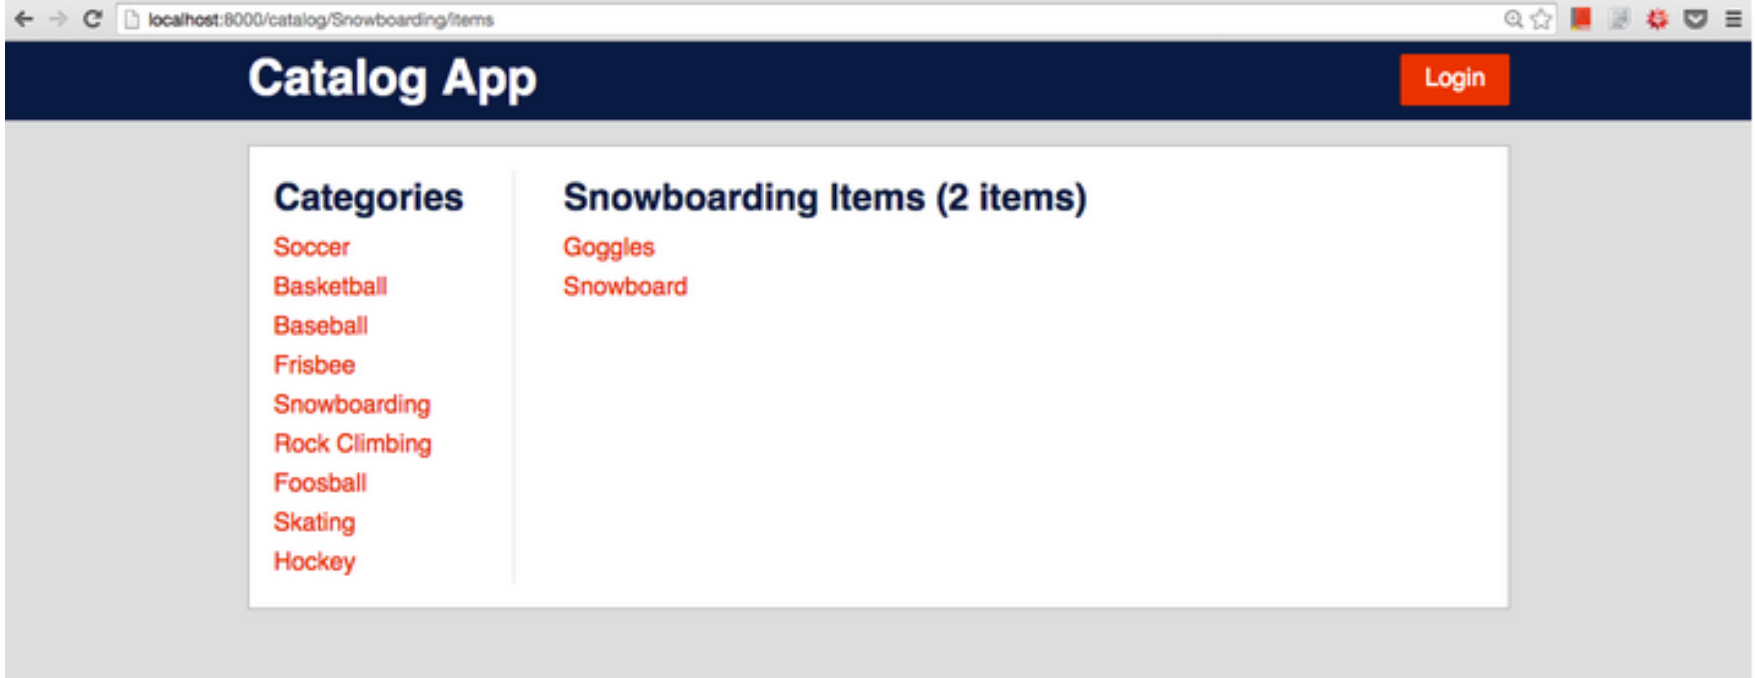 localhost:8000/catalog/Snowboarding/items
Catalog App
Login
Categories
Soccer
Basketball
Baseball
Frisbee
Snowboarding
Rock Climbing
Foosball
Skating
Hockey
Snowboarding Items (2 items)
Goggles
Snowboard